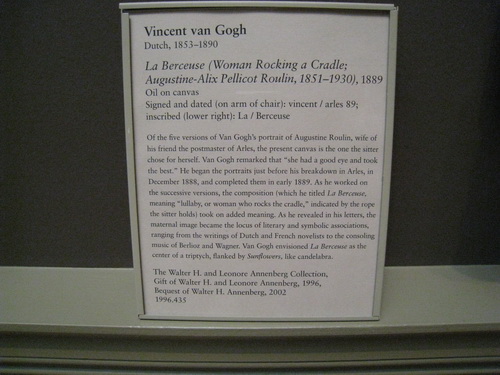 Vincent van Gogh
Dutch, 1853–1890
La Berceuse (Woman Rocking a Cradle;
Augustine-Alix Pellicot Roulin, 1851–1930), 1889
Oil on canvas
Signed and dated (on arm of chair): vincent / arles 89;
inscribed (lower right): La / Berceuse
Of the five versions of Van Gogh's portrait of Augustine Roulin, wife of
his friend the postmaster of Arles, the present canvas is the one the sitter
chose for herself. Van Gogh remarked that "she had a good eye and took
the best." He began the portraits just before his breakdown in Arles, in
December 1888, and completed them in early 1889. As he worked on
the successive versions, the composition (which he titled La Berceuse,
meaning "lullaby, or woman who rocks the cradle," indicated by the rope
the sitter holds) took on added meaning. As he revealed in his letters, the
maternal image became the locus of literary and symbolic associations,
ranging from the writings of Dutch and French novelists to the consoling
music of Berlioz and Wagner. Van Gogh envisioned La Berceuse as the
center of a triptych, flanked by Sunflowers, like candelabra.
The Walter H. and Leonore Annenberg Collection,
Gift of Walter H. and Leonore Annenberg, 1996,
Bequest of Walter H. Annenberg, 2002
1996.435